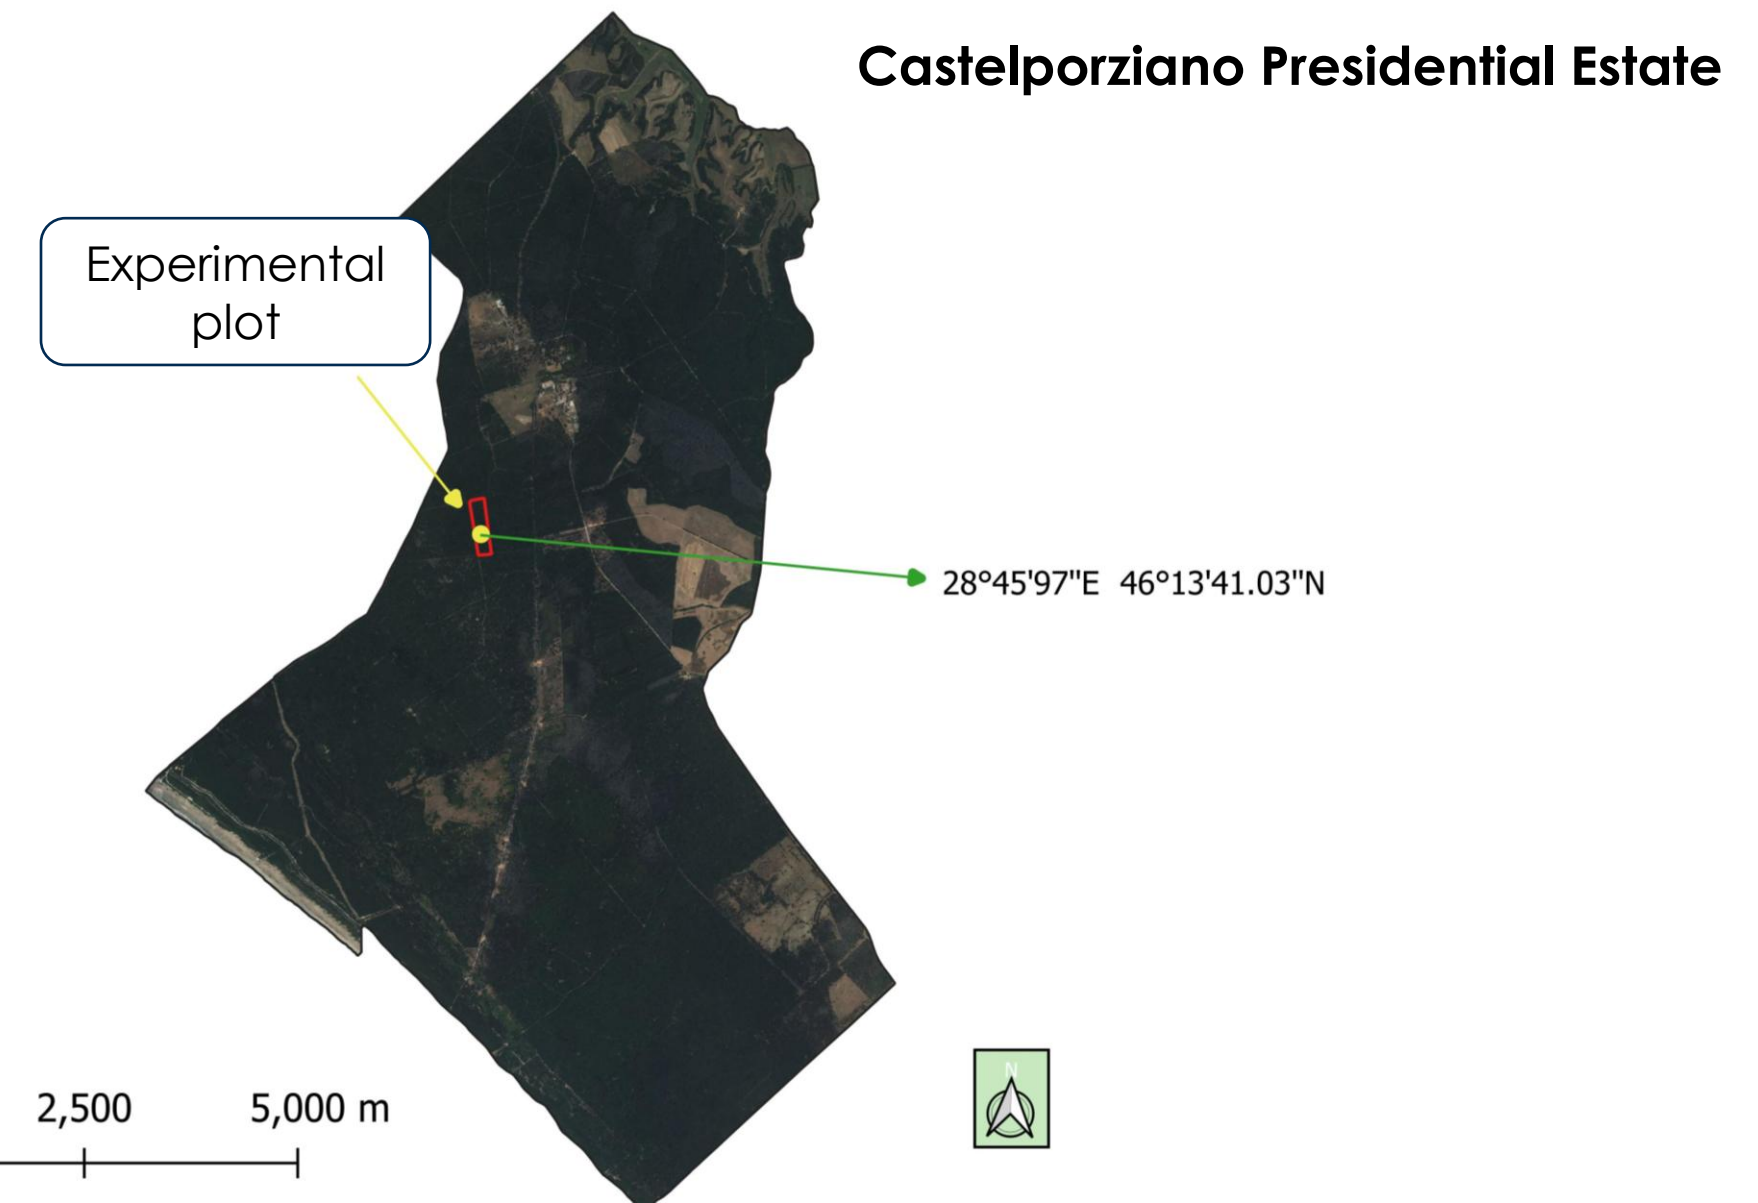 Castelporziano Presidential Estate
Experimental
plot
28°45'97"E 46°13'41.03"N
2,500 5,000 m
N